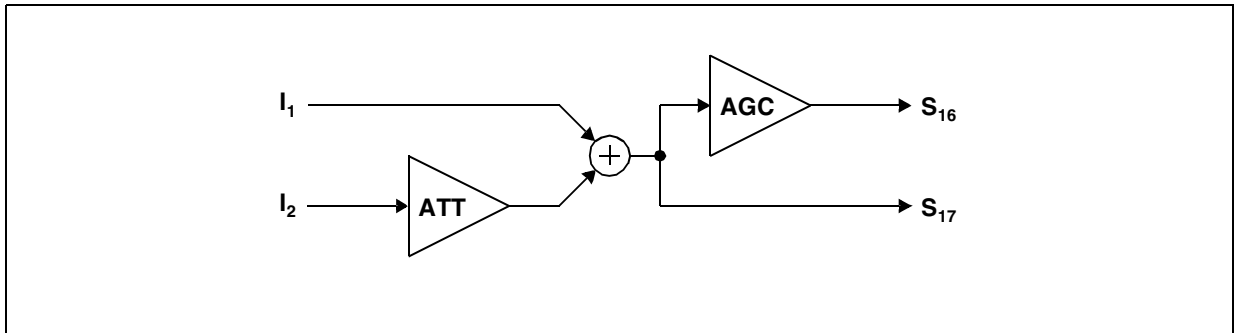 I₁
AGC
S₁₆
I₂
ATT
S₁₇